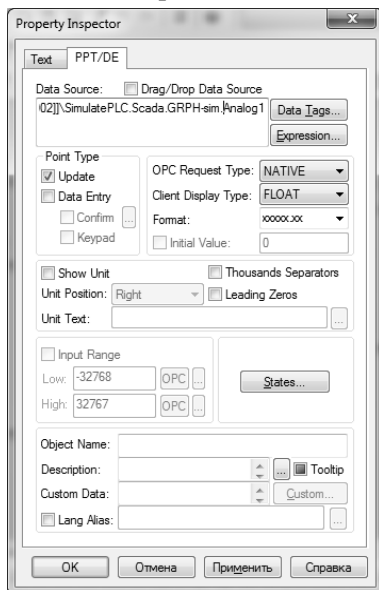 Property Inspector x
Text PPT/DE
Data Source: Drag/Drop Data Source
02]]\SimulatePLC.Scada.GRPH-sim.Analog1 Data Tags...
Expression...
Point Type
Update OPC Request Type: NATIVE
Data Entry Client Display Type: FLOAT
Confirm ... Format: xxxxx.xx
Keypad Initial Value: 0
Show Unit Thousands Separators
Unit Position: Right Leading Zeros
Unit Text: ...
Input Range
Low: -32768 OPC ... States...
High: 32767 OPC ...
Object Name:
Description: ... Tooltip
Custom Data: Custom...
Lang Alias: ...
OK Отмена Применить Справка